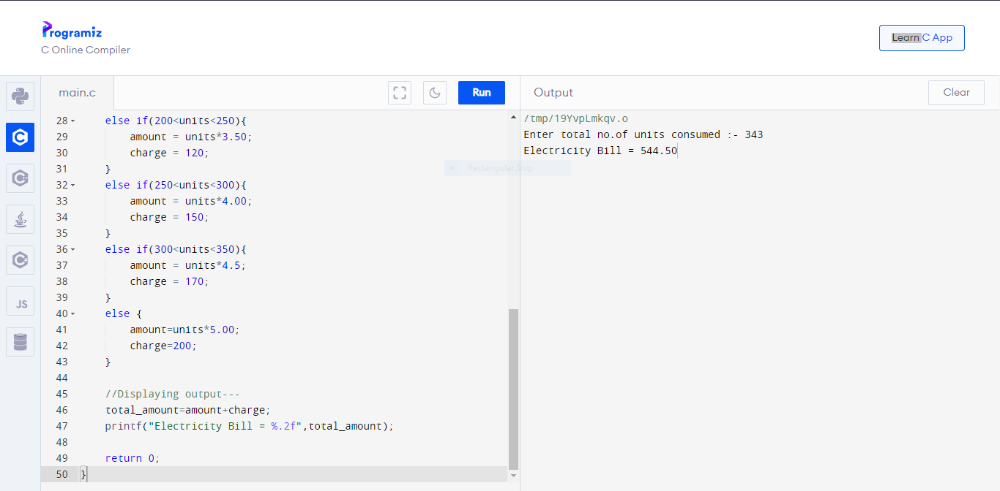 Programiz
C Online Compiler
Learn C App
main.c
Run
Output
Clear
28 else if(200<units<250){
29 amount = units*3.50;
30 charge = 120;
31 }
32 else if(250<units<300){
33 amount = units*4.00;
34 charge = 150;
35 }
36 else if(300<units<350){
37 amount = units*4.5;
38 charge = 170;
39 }
40 else {
41 amount=units*5.00;
42 charge=200;
43 }
44
45 //Displaying output---
46 total_amount=amount+charge;
47 printf("Electricity Bill = %.2f",total_amount);
48
49 return 0;
50 }
/tmp/19YvpLmkqv.o
Enter total no.of units consumed :- 343
Electricity Bill = 544.50
Rectangular Snip
JS